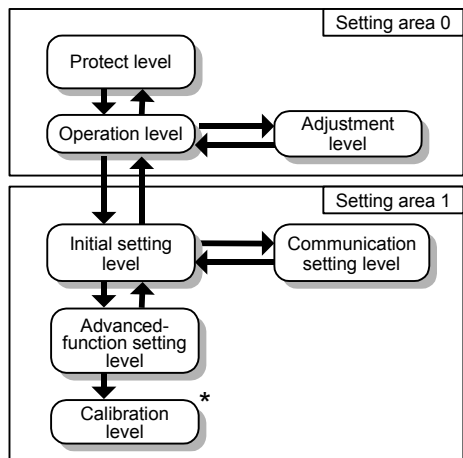 Setting area 0
Protect level
Operation level
Adjustment
level
Setting area 1
Initial setting
level
Communication
setting level
Advanced-
function setting
level
Calibration
level
*